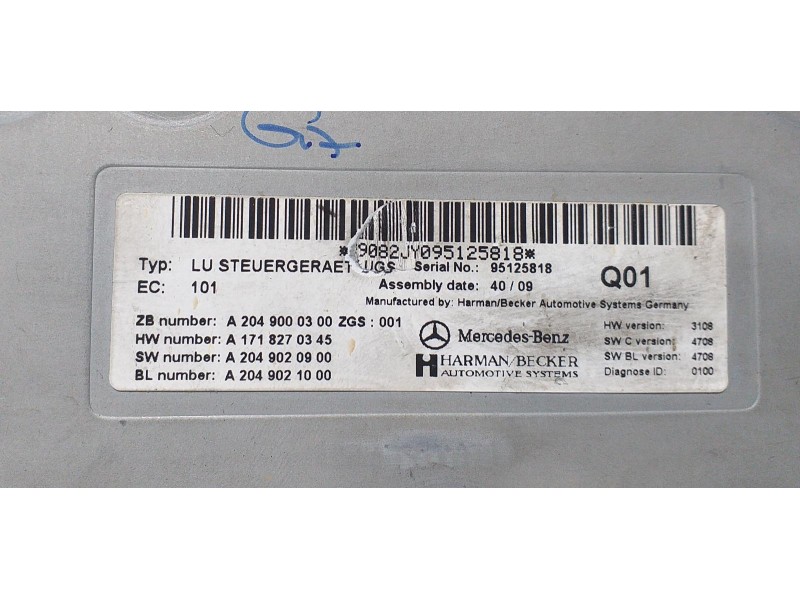 *9082JY095125818*
Typ: LU STEUERGERAET UGS Serial No.: 95125818 Q01
EC: 101 Assembly date: 40 / 09
Manufactured by: Harman/Becker Automotive Systems Germany
ZB number: A 204 900 03 00 ZGS : 001 HW version: 3108
HW number: A 171 827 03 45 Mercedes-Benz SW C version: 4708
SW number: A 204 902 09 00 HARMAN/BECKER SW BL version: 4708
BL number: A 204 902 10 00 AUTOMOTIVE SYSTEMS Diagnose ID: 0100